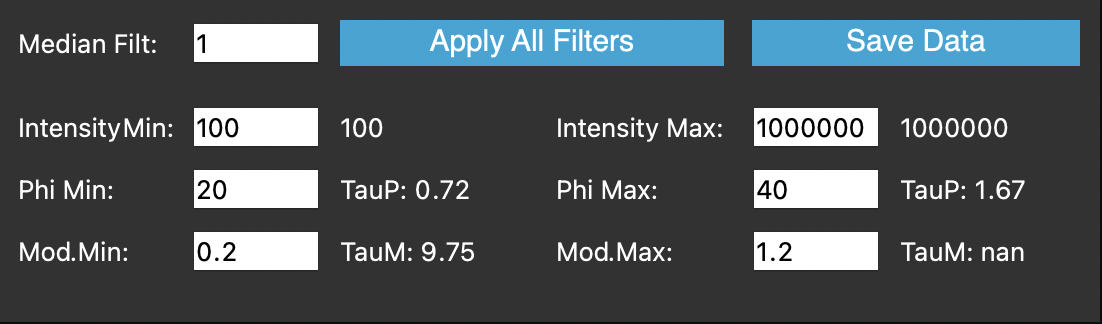 Median Filt: 1 Apply All Filters Save Data
IntensityMin: 100 100 Intensity Max: 1000000 1000000
Phi Min: 20 TauP: 0.72 Phi Max: 40 TauP: 1.67
Mod.Min: 0.2 TauM: 9.75 Mod.Max: 1.2 TauM: nan